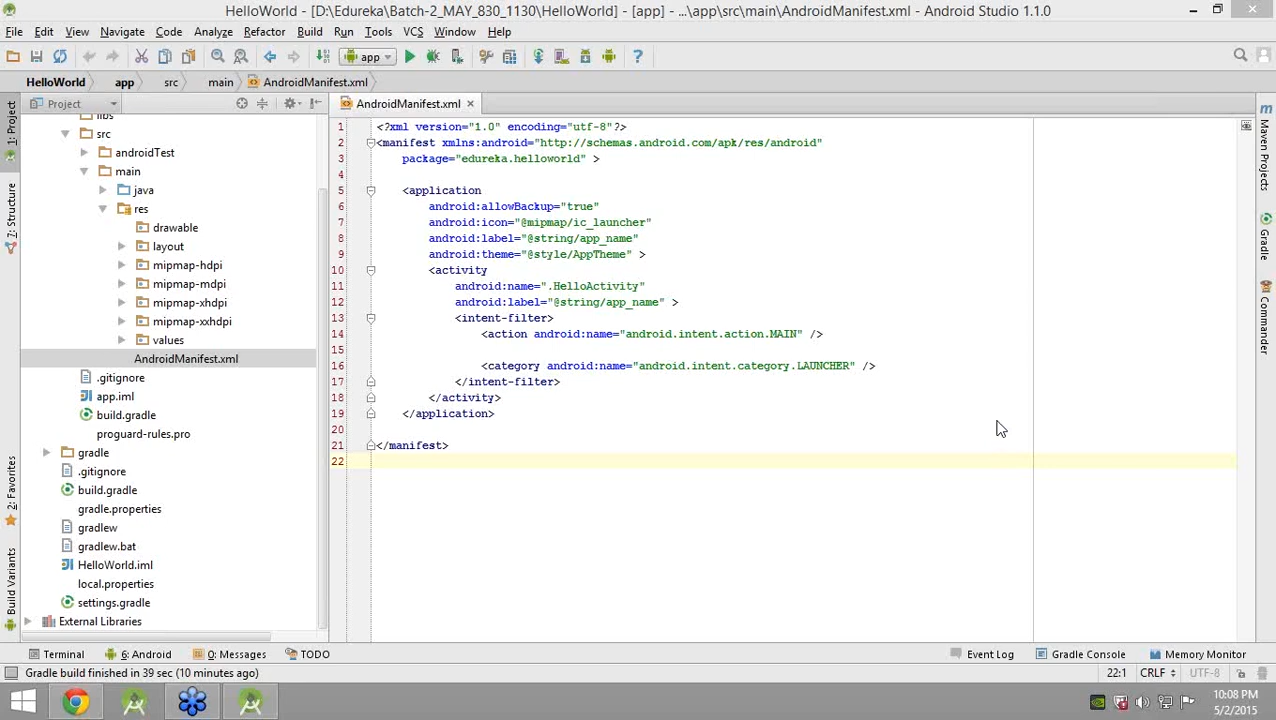 HelloWorld - [D:\Edureka\Batch-2_MAY_830_1130\HelloWorld] - [app] - ...\app\src\main\AndroidManifest.xml - Android Studio 1.1.0
File Edit View Navigate Code Analyze Refactor Build Run Tools VCS Window Help
app
HelloWorld app src main AndroidManifest.xml
Project
AndroidManifest.xml
1: Project
7: Structure
2: Favorites
Build Variants
libs
src
androidTest
main
java
res
drawable
layout
mipmap-hdpi
mipmap-mdpi
mipmap-xhdpi
mipmap-xxhdpi
values
AndroidManifest.xml
.gitignore
app.iml
build.gradle
proguard-rules.pro
gradle
.gitignore
build.gradle
gradle.properties
gradlew
gradlew.bat
HelloWorld.iml
local.properties
settings.gradle
External Libraries
1 <?xml version="1.0" encoding="utf-8"?>
2 <manifest xmlns:android="http://schemas.android.com/apk/res/android"
3 package="edureka.helloworld" >
4
5 <application
6 android:allowBackup="true"
7 android:icon="@mipmap/ic_launcher"
8 android:label="@string/app_name"
9 android:theme="@style/AppTheme" >
10 <activity
11 android:name=".HelloActivity"
12 android:label="@string/app_name" >
13 <intent-filter>
14 <action android:name="android.intent.action.MAIN" />
15
16 <category android:name="android.intent.category.LAUNCHER" />
17 </intent-filter>
18 </activity>
19 </application>
20
21 </manifest>
22
Maven Projects
Gradle
Commander
Terminal 6: Android 0: Messages TODO Event Log Gradle Console Memory Monitor
Gradle build finished in 39 sec (10 minutes ago) 22:1 CRLF UTF-8
10:08 PM
5/2/2015